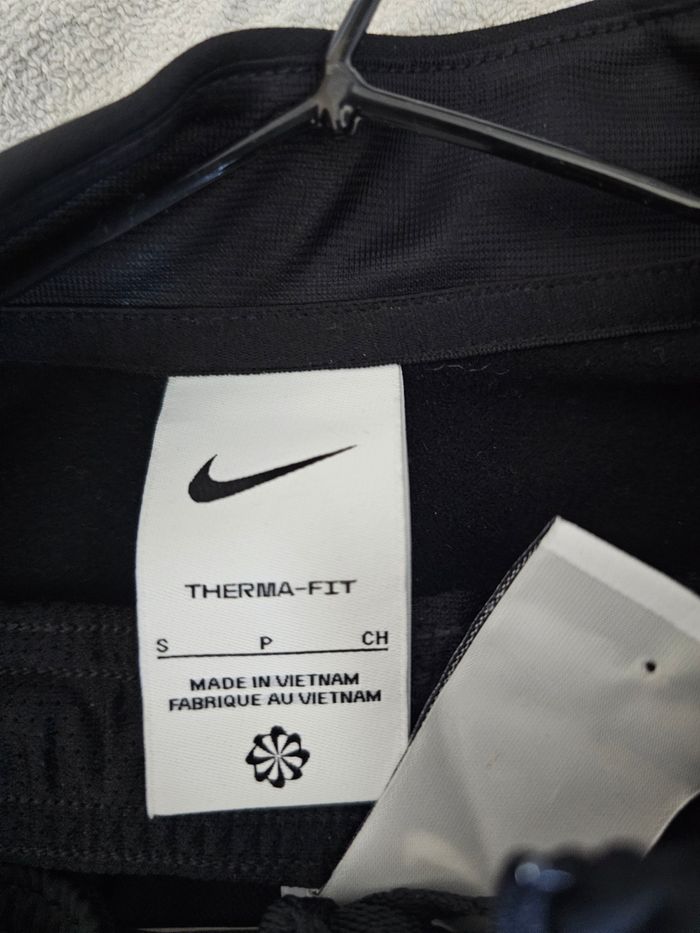 THERMA-FIT
S P CH
MADE IN VIETNAM
FABRIQUE AU VIETNAM